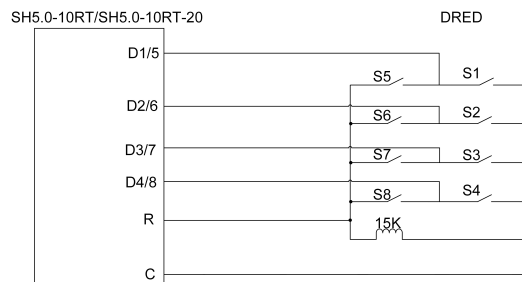 SH5.0-10RT/SH5.0-10RT-20 DRED
D1/5
S5 S1
D2/6
S6 S2
D3/7
S7 S3
D4/8
S8 S4
R
15K
C